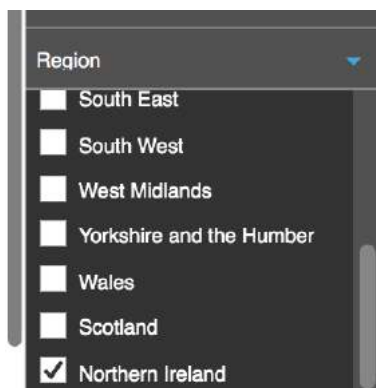 Region
South East
South West
West Midlands
Yorkshire and the Humber
Wales
Scotland
Northern Ireland